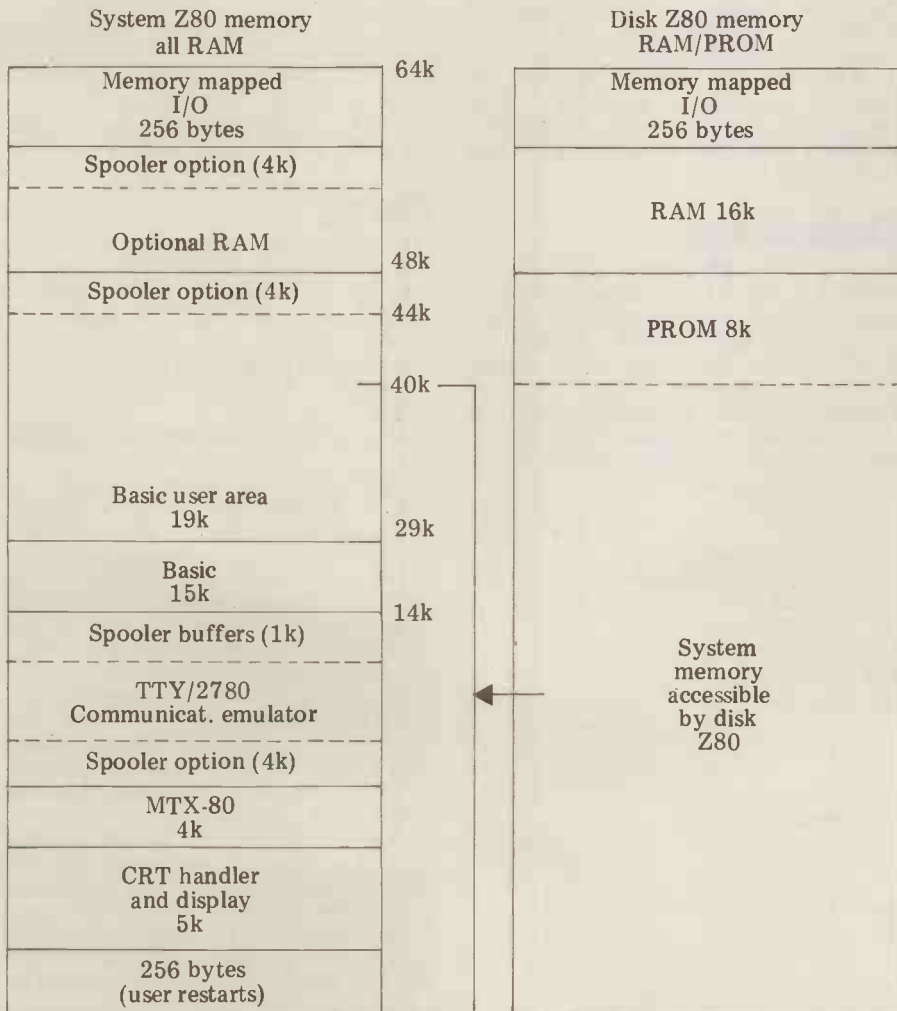 System Z80 memory
all RAM
64k
Memory mapped
I/O
256 bytes
Spooler option (4k)
Optional RAM
48k
Spooler option (4k)
44k
40k
Basic user area
19k
29k
Basic
15k
14k
Spooler buffers (1k)
TTY/2780
Communicat. emulator
Spooler option (4k)
MTX-80
4k
CRT handler
and display
5k
256 bytes
(user restarts)
Disk Z80 memory
RAM/PROM
Memory mapped
I/O
256 bytes
RAM 16k
PROM 8k
System
memory
accessible
by disk
Z80